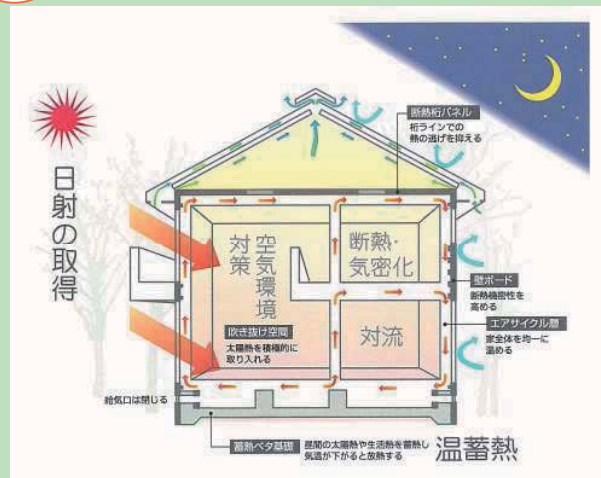 断熱桁パネル
桁ラインでの
熱の逃げを抑える
日射の取得
空気環境
対策
断熱・
気密化
壁ボード
断熱機密性を
高める
吹き抜け空間
太陽熱を積極的に
取り入れる
対流
エアサイクル層
家全体を均一に
温める
給気口は閉じる
蓄熱ベタ基礎
昼間の太陽熱や生活熱を蓄熱し
気温が下がると放熱する
温蓄熱